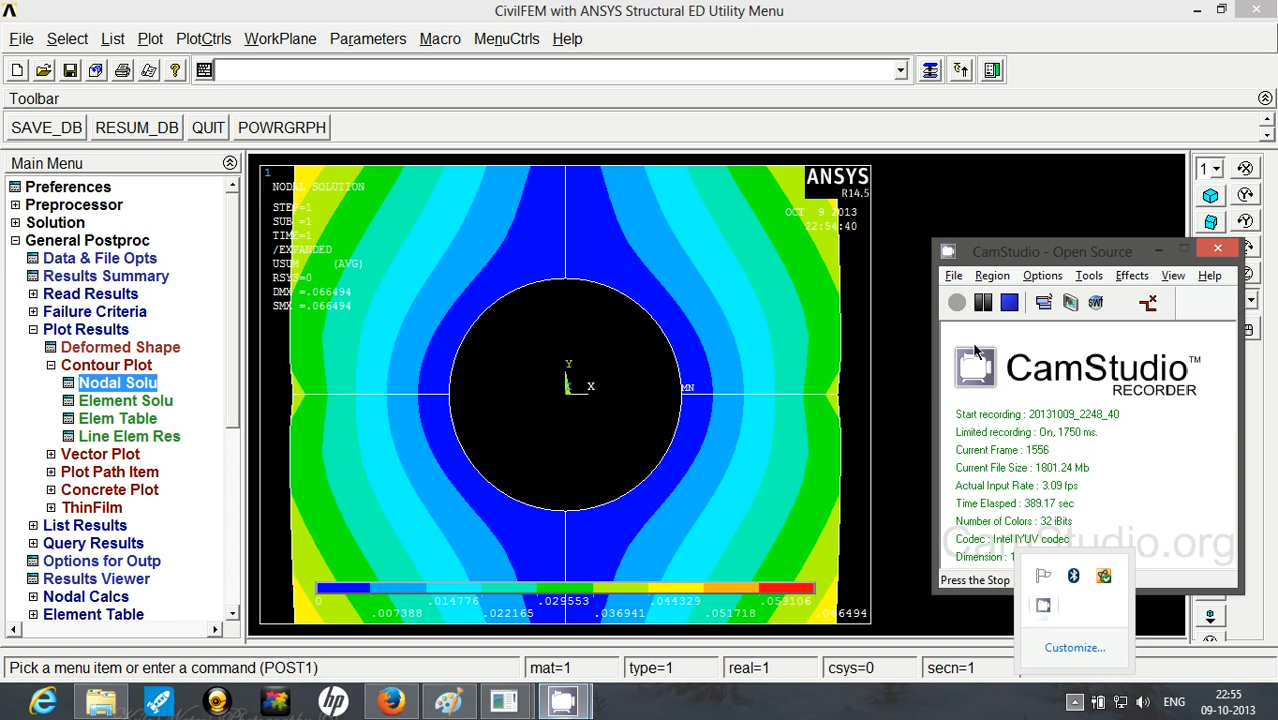 CivilFEM with ANSYS Structural ED Utility Menu
File Select List Plot PlotCtrls WorkPlane Parameters Macro MenuCtrls Help
Toolbar
SAVE_DB RESUM_DB QUIT POWRGRPH
Main Menu
Preferences
Preprocessor
Solution
General Postproc
Data & File Opts
Results Summary
Read Results
Failure Criteria
Plot Results
Deformed Shape
Contour Plot
Nodal Solu
Element Solu
Elem Table
Line Elem Res
Vector Plot
Plot Path Item
Concrete Plot
ThinFilm
List Results
Query Results
Options for Outp
Results Viewer
Nodal Calcs
Element Table
1
NODAL SOLUTION
STEP=1
SUB =1
TIME=1
/EXPANDED
USUM (AVG)
RSYS=0
DMX =.066494
SMX =.066494
ANSYS
R14.5
OCT 9 2013
22:54:40
Y
X
MN
0 .014776 .029553 .044329 .059106
.007388 .022165 .036941 .051718 .066494
1
CamStudio - Open Source
File Region Options Tools Effects View Help
CamStudio™
RECORDER
Start recording : 20131009_2248_40
Limited recording : On, 1750 ms.
Current Frame : 1556
Current File Size : 1801.24 Mb
Actual Input Rate : 3.09 fps
Time Elasped : 389.17 sec
Number of Colors : 32 iBits
Codec : Intel IYUV codec
Dimension : 1
CamStudio.org
Press the Stop
Customize...
Pick a menu item or enter a command (POST1) mat=1 type=1 real=1 csys=0 secn=1
ENG
22:55
09-10-2013